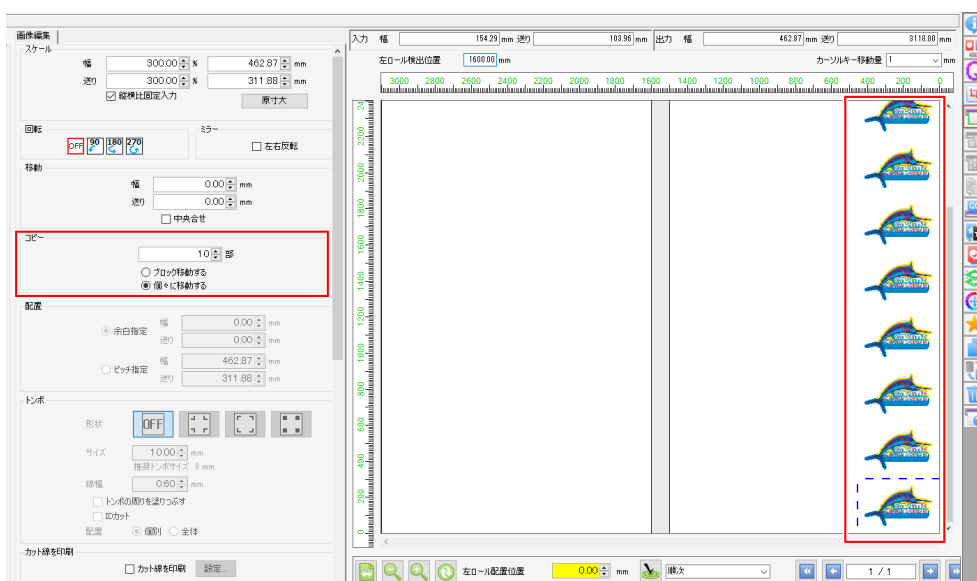 画像編集
スケール
幅 300.00 % 462.87 mm
送り 300.00 % 311.88 mm
縦横比固定入力 原寸大
回転
OFF 90 180 270
ミラー
左右反転
移動
幅 0.00 mm
送り 0.00 mm
中央合せ
コピー
10 部
ブロック移動する
個々に移動する
配置
余白指定 幅 0.00 mm
送り 0.00 mm
ピッチ指定 幅 462.87 mm
送り 311.88 mm
トンボ
形状 OFF
サイズ 10.00 mm
推奨トンボサイズ 8 mm
線幅 0.60 mm
トンボの周りを塗りつぶす
IDカット
配置 個別 全体
カット線を印刷
カット線を印刷 設定...
入力 幅 154.29 mm 送り 103.96 mm 出力 幅 462.87 mm 送り 3118.80 mm
左ロール検出位置 1600.00 mm カーソルキー移動量 1 mm
3000 2800 2600 2400 2200 2000 1800 1600 1400 1200 1000 800 600 400 200 0
24
2200
2000
1800
1600
1400
1200
1000
800
600
400
200
0
左ロール配置位置 0.00 mm 順次 1 / 1